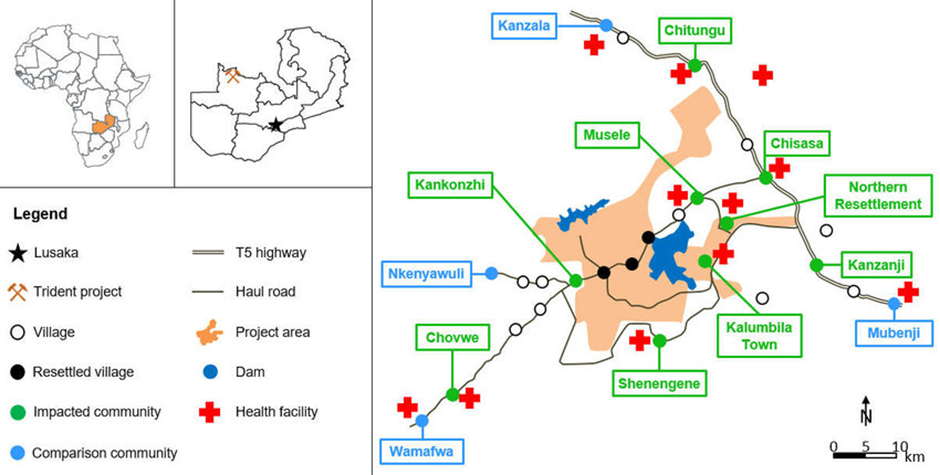 Legend
Lusaka
Trident project
Village
Resettled village
Impacted community
Comparison community
T5 highway
Haul road
Project area
Dam
Health facility
Kanzala
Chitungu
Musele
Chisasa
Kankonzhi
Northern
Resettlement
Nkenyawuli
Kanzanji
Chovwe
Kalumbila
Town
Mubenji
Shenengene
Wamafwa
N
0 5 10
km